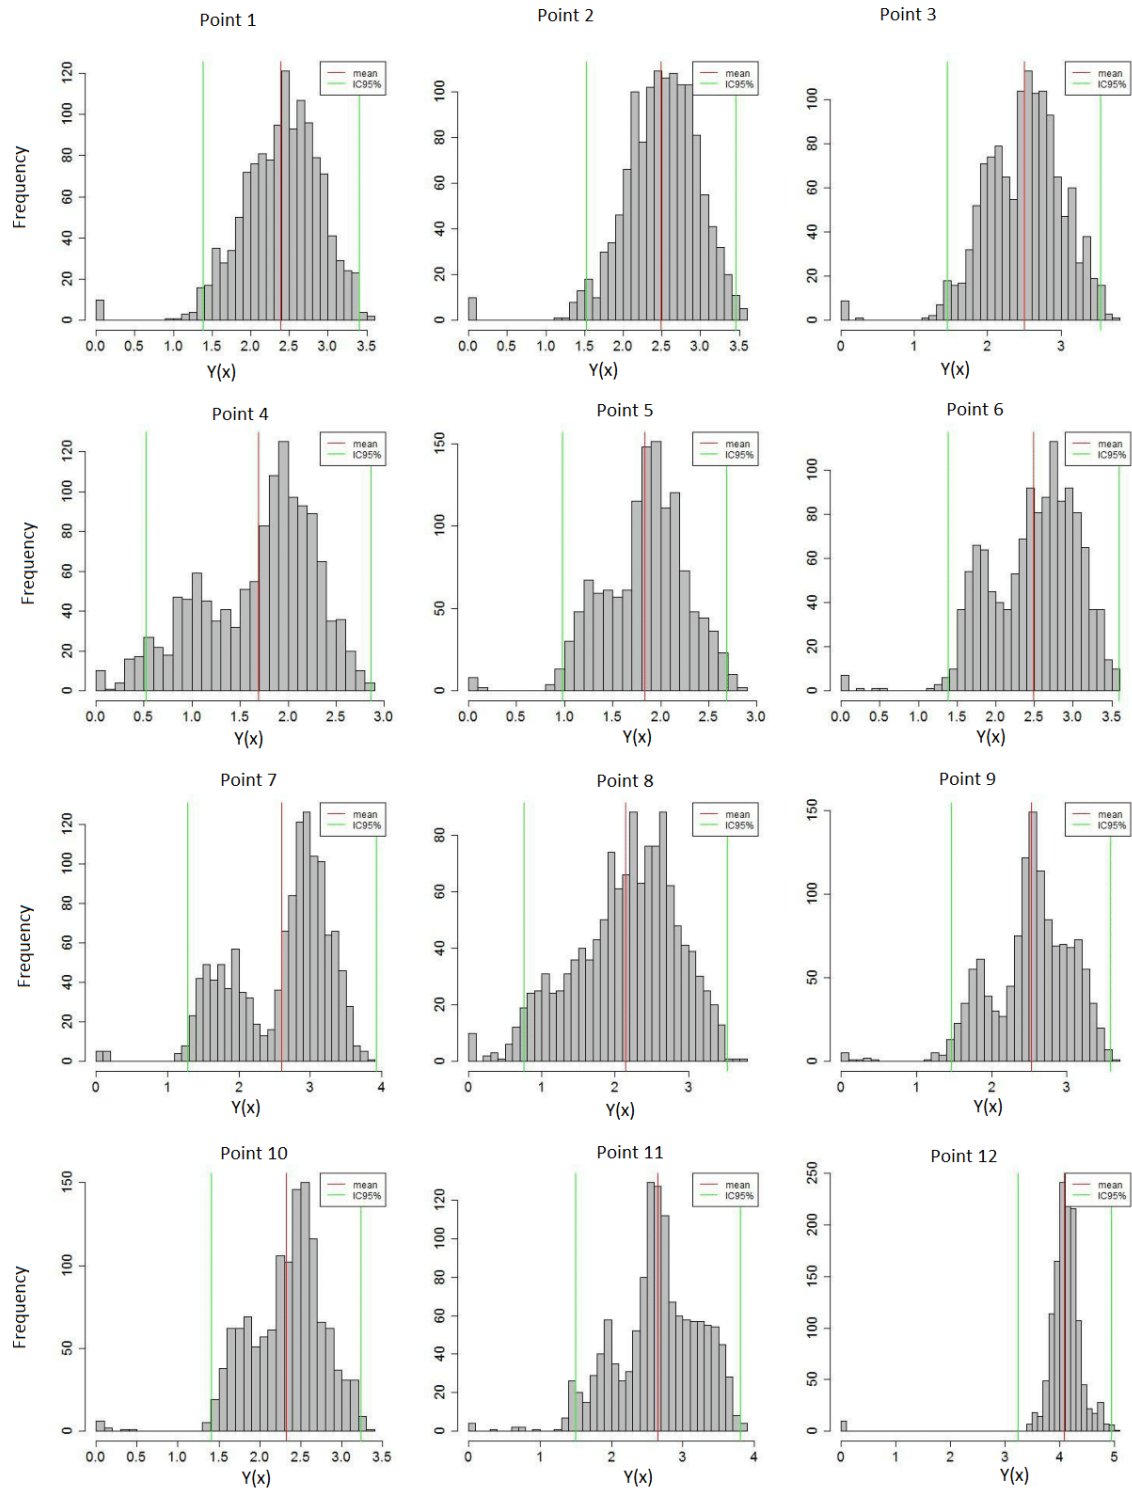 Point 1
mean
IC95%
120
100
80
60
40
20
0
Frequency
0.0 0.5 1.0 1.5 2.0 2.5 3.0 3.5
Y(x)
Point 2
mean
IC95%
100
80
60
40
20
0
0.0 0.5 1.0 1.5 2.0 2.5 3.0 3.5
Y(x)
Point 3
mean
IC95%
100
80
60
40
20
0
0 1 2 3
Y(x)
Point 4
mean
IC95%
120
100
80
60
40
20
0
Frequency
0.0 0.5 1.0 1.5 2.0 2.5 3.0
Y(x)
Point 5
mean
IC95%
150
100
50
0
0.0 0.5 1.0 1.5 2.0 2.5 3.0
Y(x)
Point 6
mean
IC95%
100
80
60
40
20
0
0 0.5 1.0 1.5 2.0 2.5 3.0 3.5
Y(x)
Point 7
mean
IC95%
120
100
80
60
40
20
0
Frequency
0 1 2 3 4
Y(x)
Point 8
mean
IC95%
80
60
40
20
0
0 1 2 3
Y(x)
Point 9
mean
IC95%
150
100
50
0
0 1 2 3
Y(x)
Point 10
mean
IC95%
150
100
50
0
Frequency
0.0 0.5 1.0 1.5 2.0 2.5 3.0 3.5
Y(x)
Point 11
mean
IC95%
120
100
80
60
40
20
0
0 1 2 3 4
Y(x)
Point 12
mean
IC95%
250
200
150
100
50
0
0 1 2 3 4 5
Y(x)